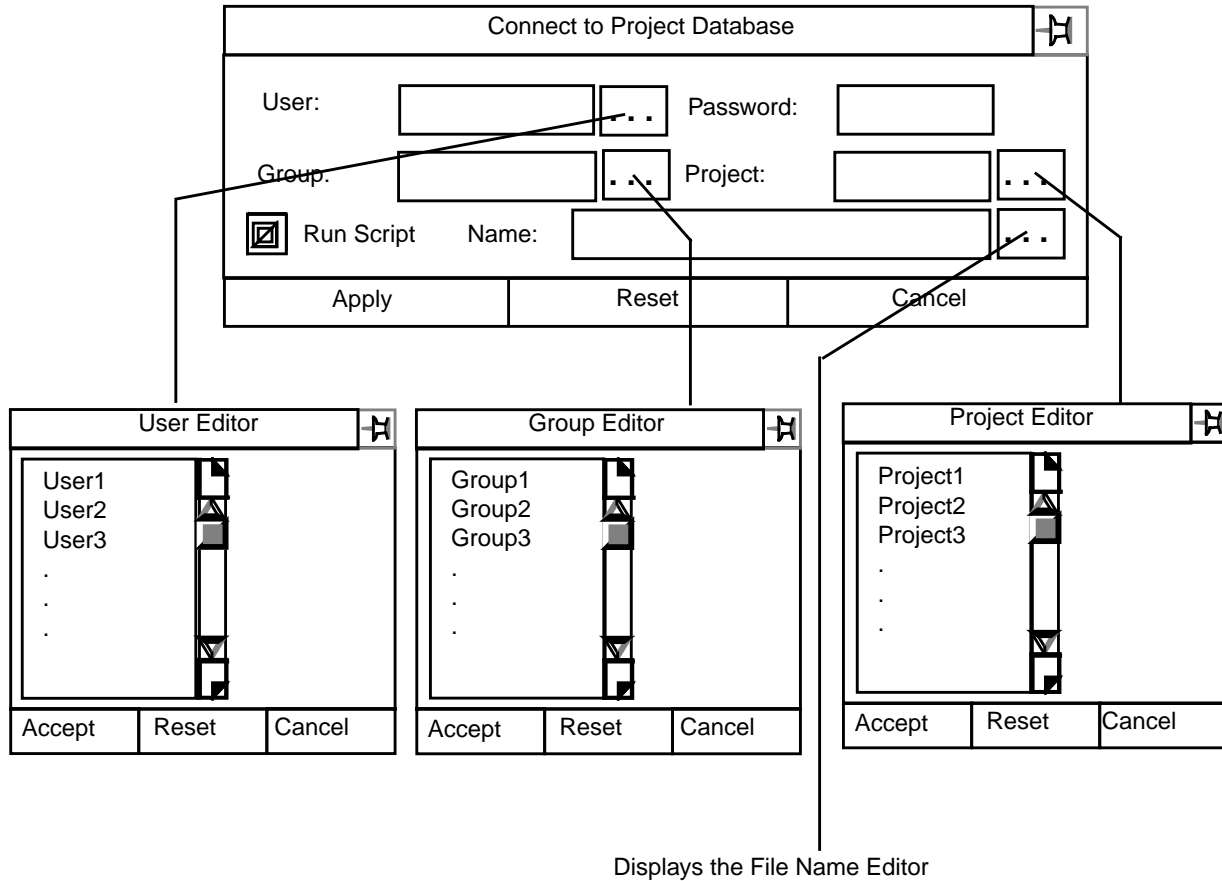 Connect to Project Database
User: ... Password:
Group: ... Project: ...
Run Script Name: ...
Apply Reset Cancel
User Editor
User1
User2
User3
.
.
.
Accept Reset Cancel
Group Editor
Group1
Group2
Group3
.
.
.
Accept Reset Cancel
Project Editor
Project1
Project2
Project3
.
.
.
Accept Reset Cancel
Displays the File Name Editor